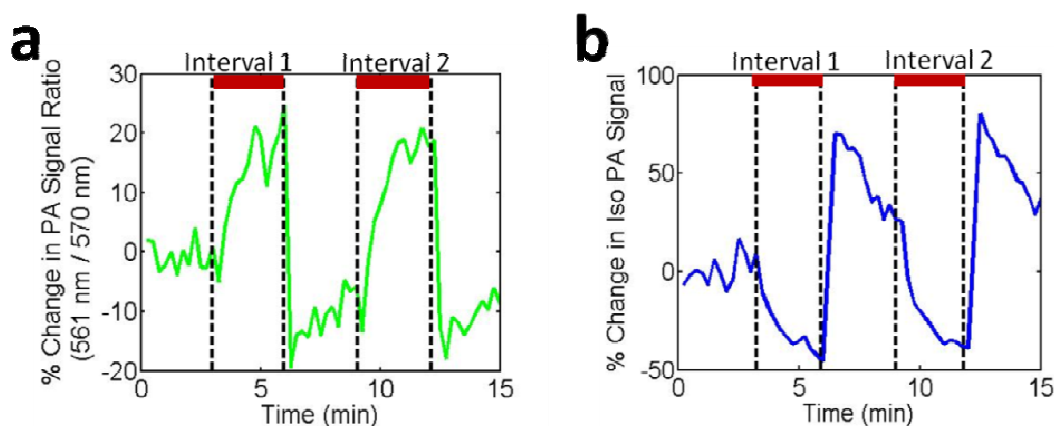 a
Interval 1 Interval 2
% Change in PA Signal Ratio
(561 nm / 570 nm)
30
20
10
0
-10
-20
0 5 10 15
Time (min)
b
Interval 1 Interval 2
% Change in Iso PA Signal
100
50
0
-50
0 5 10 15
Time (min)